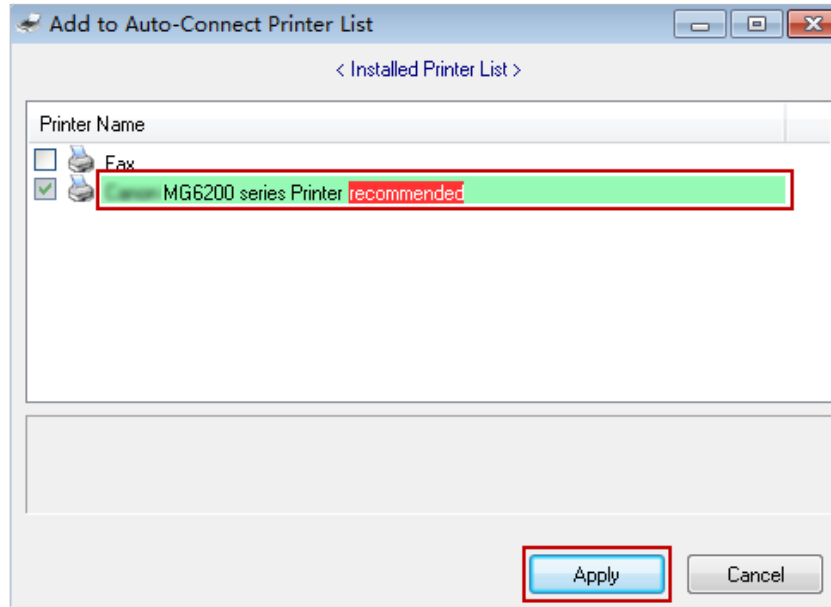 Add to Auto-Connect Printer List
< Installed Printer List >
Printer Name
Fax
MG6200 series Printer recommended
Apply
Cancel